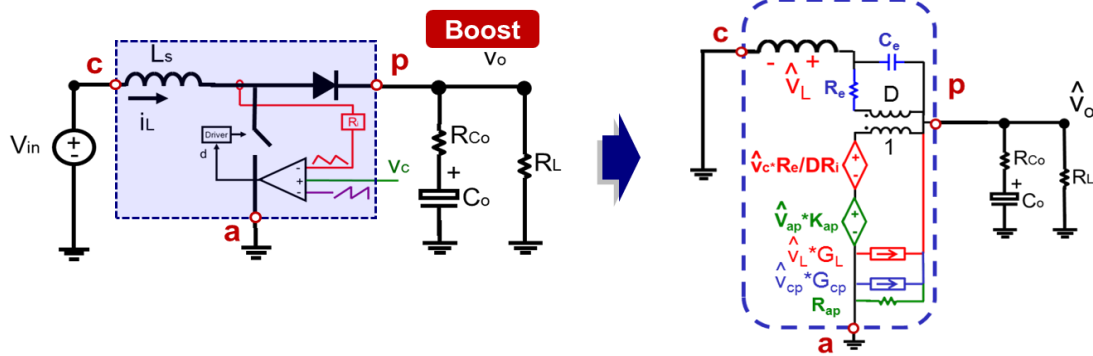 Boost
c
Ls
p
vo
iL
Ri
Vin
Driver
d
vc
RCo
+
Co
RL
a
c
- v̂L +
Ce
Re
D
p
v̂o
1
v̂c*Re/DRi
RCo
+
Co
RL
v̂ap*Kap
v̂L*GL
v̂cp*Gcp
Rap
a